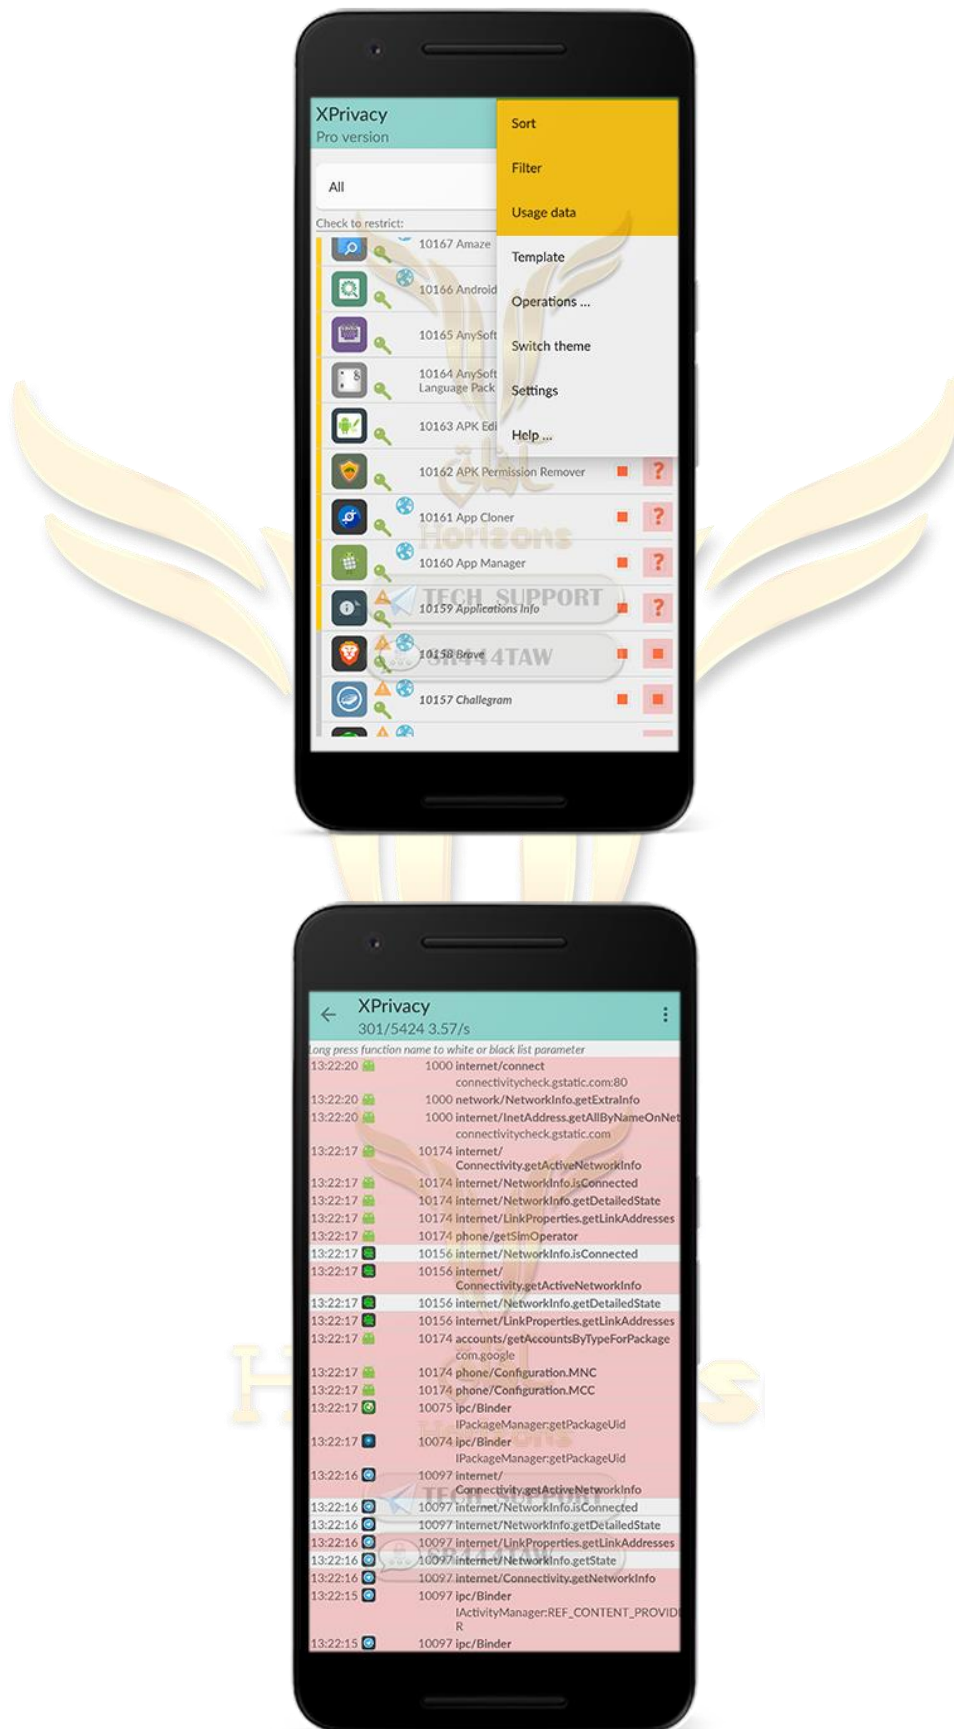 XPrivacy
Pro version
Sort
Filter
Usage data
Template
Operations ...
Switch theme
Settings
Help ...
All
Check to restrict:
10167 Amaze
10166 Android
10165 AnySoft
10164 AnySoft
Language Pack
10163 APK Edi
10162 APK Permission Remover
?
10161 App Cloner
?
10160 App Manager
?
10159 Applications Info
?
10158 Brave
10157 Challegram
آفاق
Horizons
TECH_SUPPORT
SR444TAW
XPrivacy
301/5424 3.57/s
Long press function name to white or black list parameter
13:22:20 1000 internet/connect
connectivitycheck.gstatic.com:80
13:22:20 1000 network/NetworkInfo.getExtraInfo
13:22:20 1000 internet/InetAddress.getAllByNameOnNet
connectivitycheck.gstatic.com
13:22:17 10174 internet/
Connectivity.getActiveNetworkInfo
13:22:17 10174 internet/NetworkInfo.isConnected
13:22:17 10174 internet/NetworkInfo.getDetailedState
13:22:17 10174 internet/LinkProperties.getLinkAddresses
13:22:17 10174 phone/getSimOperator
13:22:17 10156 internet/NetworkInfo.isConnected
13:22:17 10156 internet/
Connectivity.getActiveNetworkInfo
13:22:17 10156 internet/NetworkInfo.getDetailedState
13:22:17 10156 internet/LinkProperties.getLinkAddresses
13:22:17 10174 accounts/getAccountsByTypeForPackage
com.google
13:22:17 10174 phone/Configuration.MNC
13:22:17 10174 phone/Configuration.MCC
13:22:17 10075 ipc/Binder
IPackageManager:getPackageUid
13:22:17 10074 ipc/Binder
IPackageManager:getPackageUid
13:22:16 10097 internet/
Connectivity.getActiveNetworkInfo
13:22:16 10097 internet/NetworkInfo.isConnected
13:22:16 10097 internet/NetworkInfo.getDetailedState
13:22:16 10097 internet/LinkProperties.getLinkAddresses
13:22:16 10097 internet/NetworkInfo.getState
13:22:16 10097 internet/Connectivity.getNetworkInfo
13:22:15 10097 ipc/Binder
IActivityManager:REF_CONTENT_PROVIDE
R
13:22:15 10097 ipc/Binder
Horizons
TECH_SUPPORT
SR444TAW